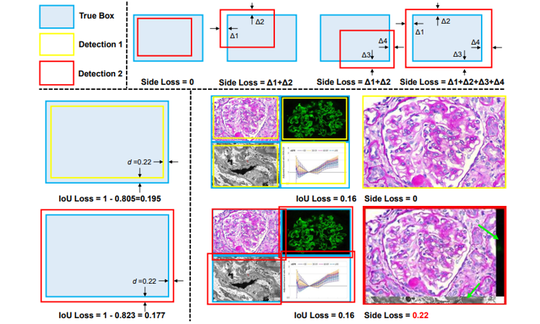 True Box
Detection 1
Detection 2
Δ1
Δ2
Δ3
Δ4
Δ1
Δ2
Δ4
Δ3
Side Loss = 0
Side Loss = Δ1+Δ2
Side Loss = Δ1+Δ2
Side Loss = Δ1+Δ2+Δ3+Δ4
d =0.22
IoU Loss = 1 - 0.805=0.195
IoU Loss = 0.16
Side Loss = 0
d =0.22
IoU Loss = 1 - 0.823 = 0.177
IoU Loss = 0.16
Side Loss = 0.22